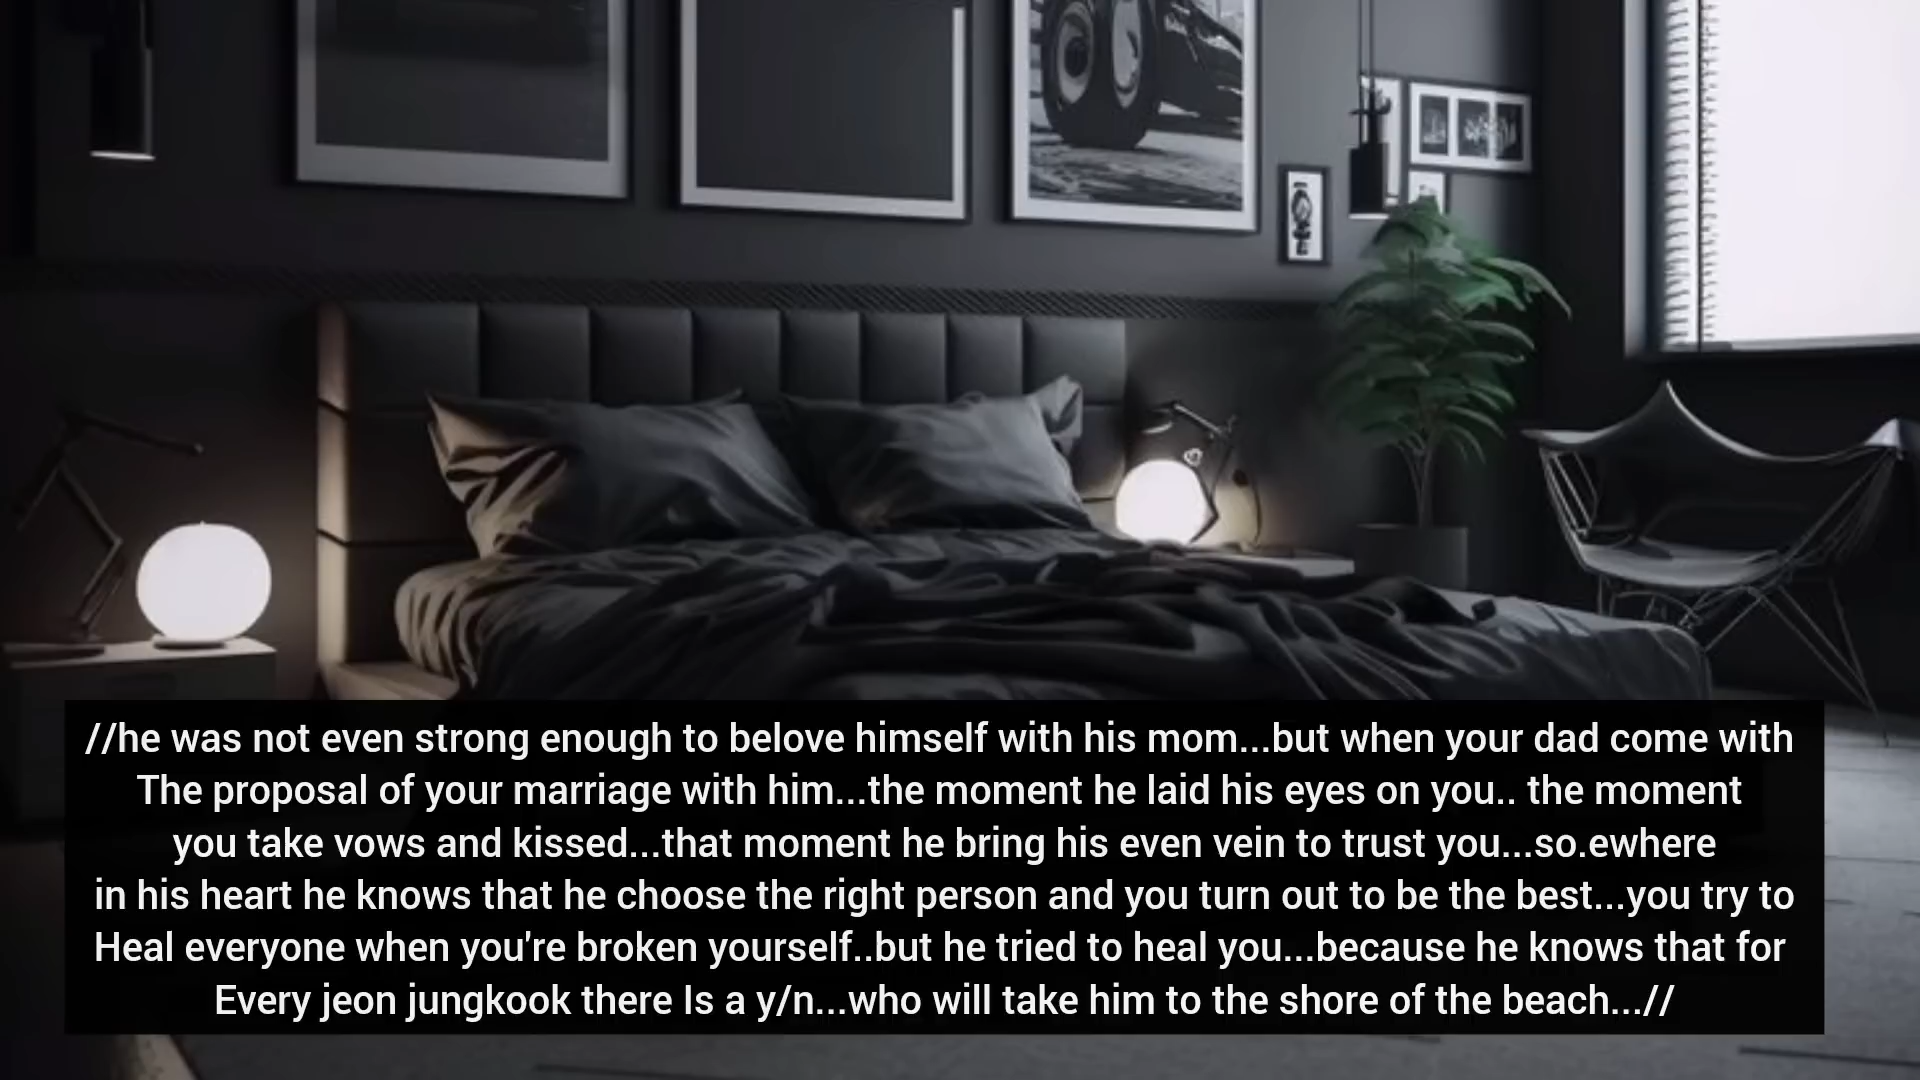 //he was not even strong enough to belove himself with his mom...but when your dad come with
The proposal of your marriage with him...the moment he laid his eyes on you.. the moment
you take vows and kissed...that moment he bring his even vein to trust you...so.ewhere
in his heart he knows that he choose the right person and you turn out to be the best...you try to
Heal everyone when you're broken yourself..but he tried to heal you...because he knows that for
Every jeon jungkook there Is a y/n...who will take him to the shore of the beach...//